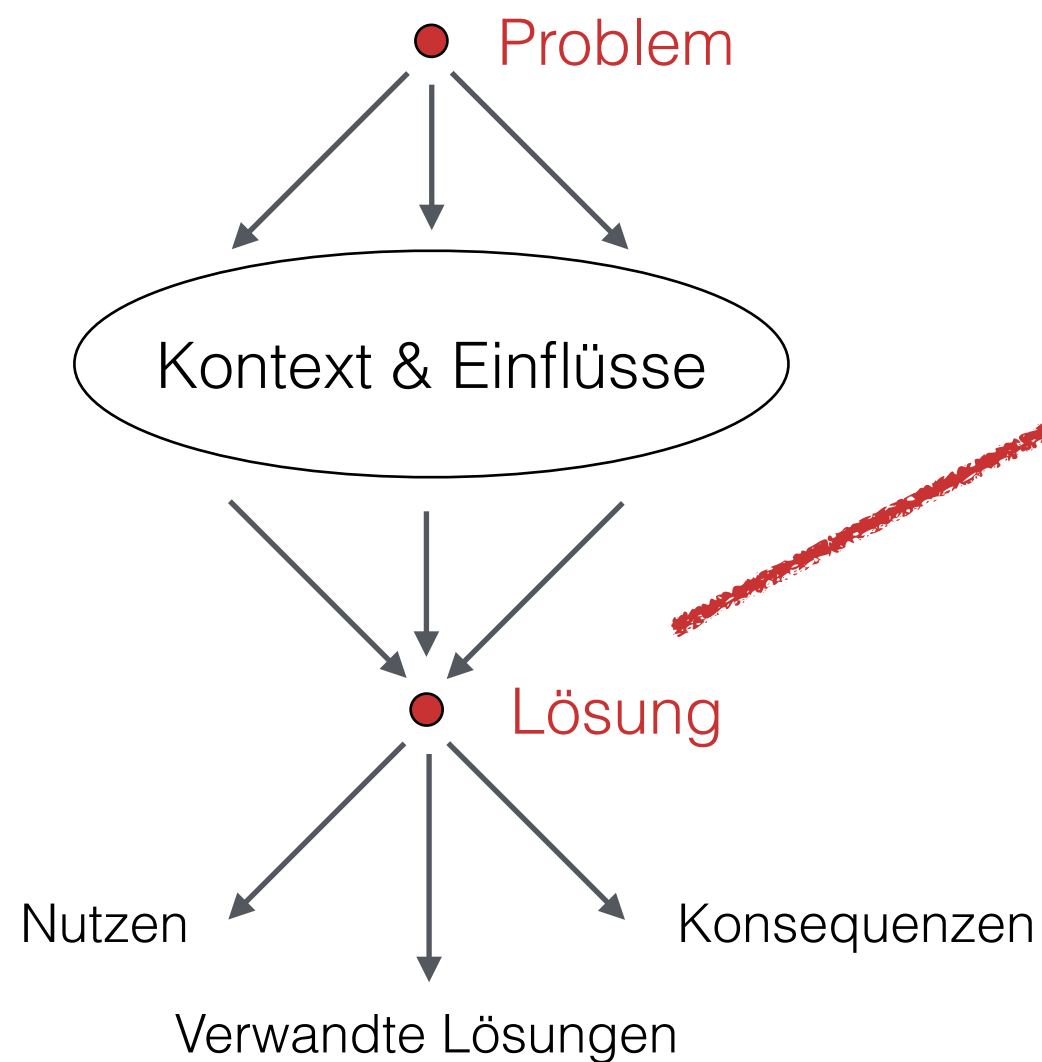 Problem
Kontext & Einflüsse
Lösung
Nutzen
Konsequenzen
Verwandte Lösungen